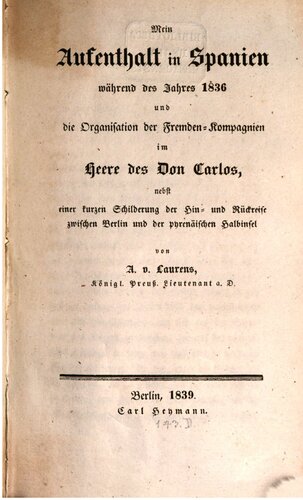 Mein
Aufenthalt in Spanien
während des Jahres 1836
und
die Organisation der Fremden-Kompagnien
im
Heere des Don Carlos,
nebst
einer kurzen Schilderung der Hin- und Rückreise
zwischen Berlin und der pyrenäischen Halbinsel
von
A. v. Laurens,
Königl. Preuß. Lieutenant a. D.
Berlin, 1839.
Carl Heymann.